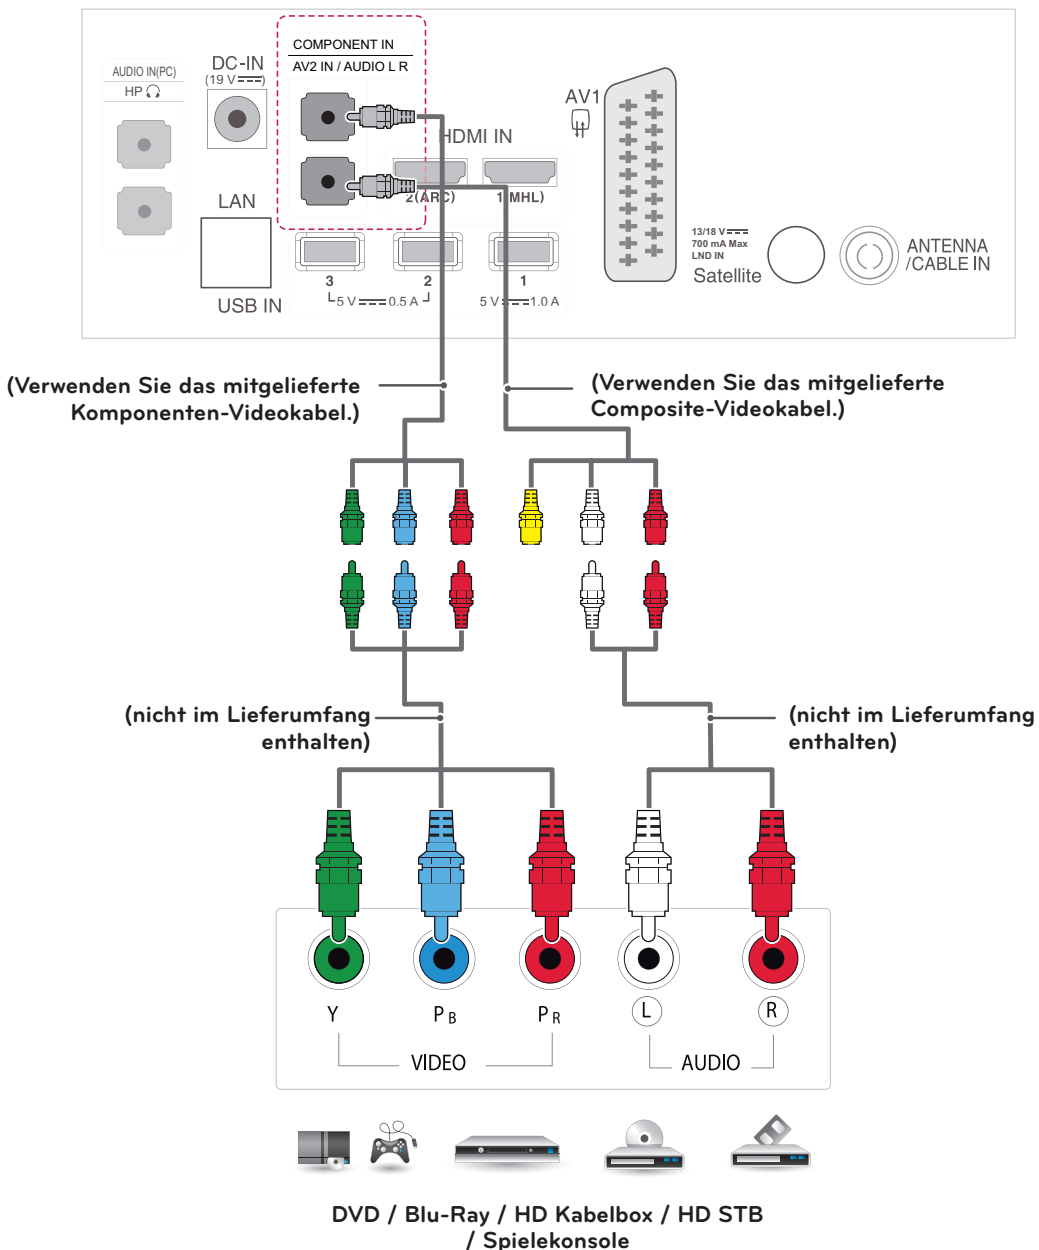 COMPONENT IN
AV2 IN / AUDIO L R
AUDIO IN(PC)
HP
DC-IN
(19 V)
HDMI IN
2(ARC)
1(MHL)
AV1
LAN
USB IN
3
2
1
5 V 0.5 A
5 V 1.0 A
13/18 V
700 mA Max
LND IN
Satellite
ANTENNA
/CABLE IN
(Verwenden Sie das mitgelieferte
Komponenten-Videokabel.)
(Verwenden Sie das mitgelieferte
Composite-Videokabel.)
(nicht im Lieferumfang
enthalten)
(nicht im Lieferumfang
enthalten)
Y
PB
PR
L
R
VIDEO
AUDIO
DVD / Blu-Ray / HD Kabelbox / HD STB
/ Spielekonsole